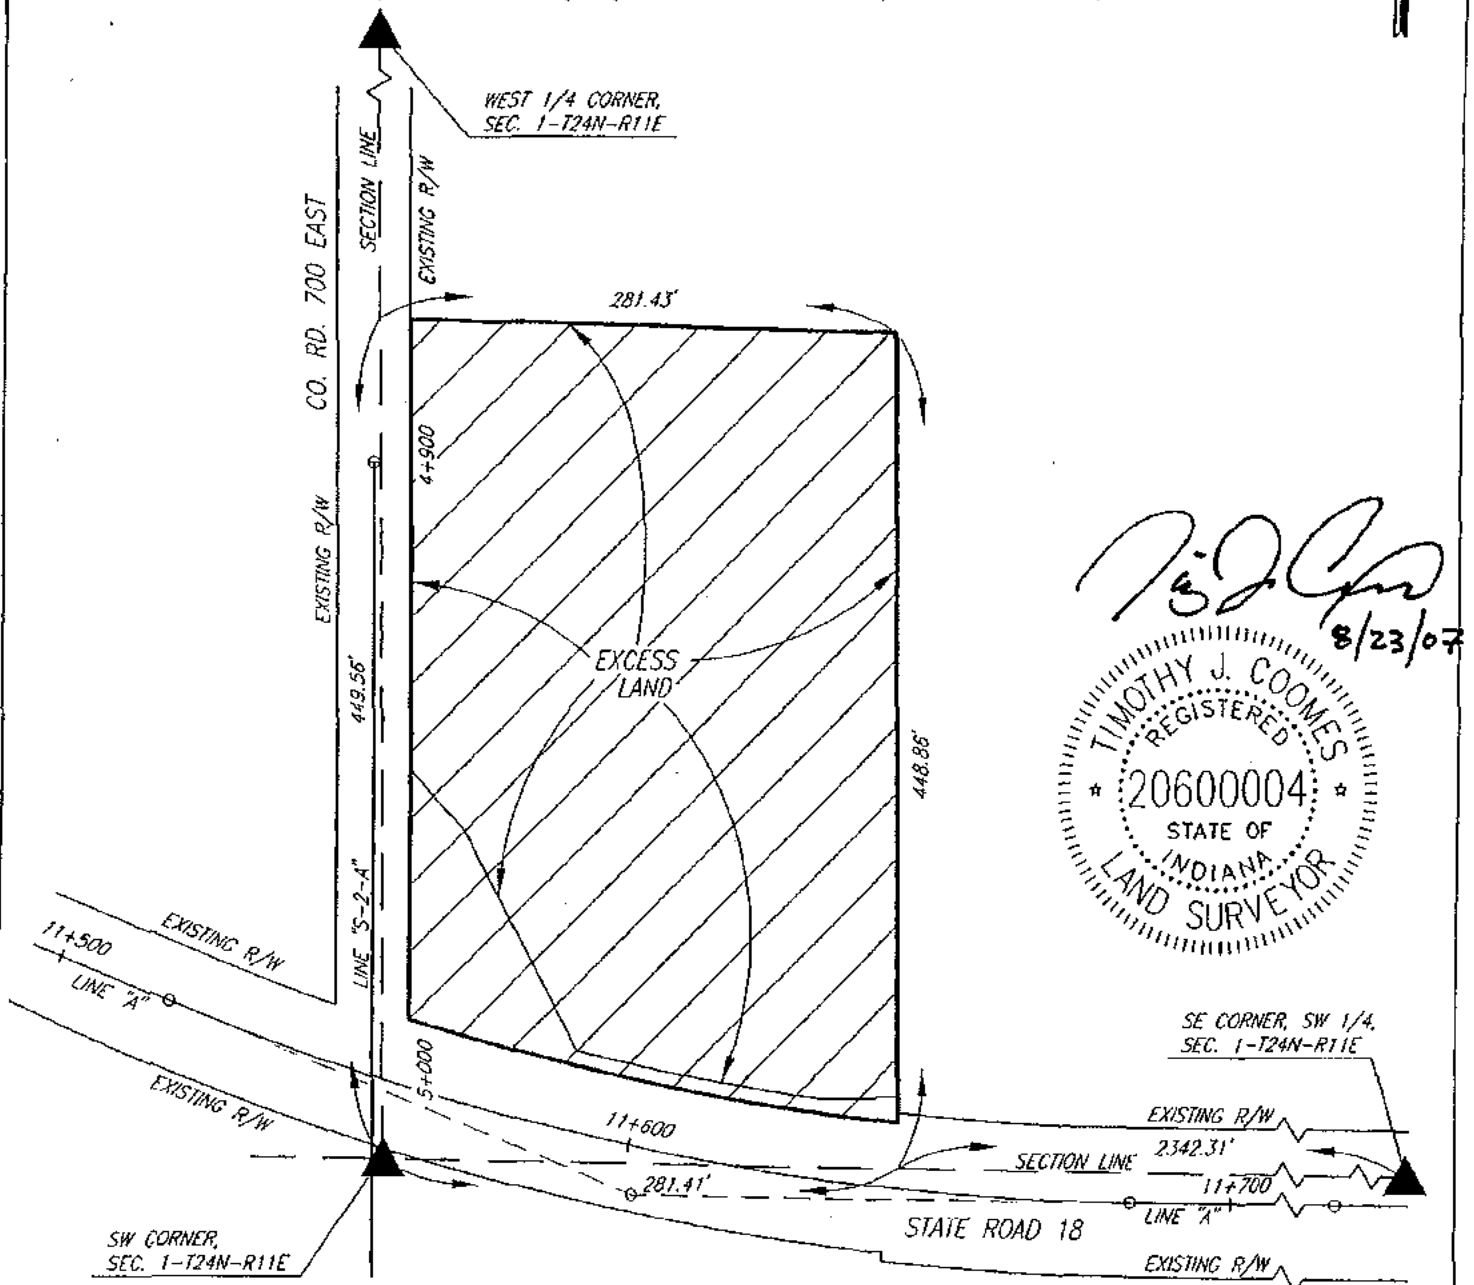 WEST 1/4 CORNER,
SEC. 1-T24N-R11E
SECTION LINE
EXISTING R/W
CO. RD. 700 EAST
281.43'
4+900
EXISTING R/W
449.56'
EXCESS
LAND
448.86'
8/23/07
TIMOTHY J. COOMES
REGISTERED
20600004
STATE OF
INDIANA
LAND SURVEYOR
LINE "S-2-A"
EXISTING R/W
11+500
LINE "A"
EXISTING R/W
5+000
11+600
281.41'
SE CORNER, SW 1/4,
SEC. 1-T24N-R11E
EXISTING R/W
2342.31'
SECTION LINE
11+700
LINE "A"
STATE ROAD 18
EXISTING R/W
SW CORNER,
SEC. 1-T24N-R11E